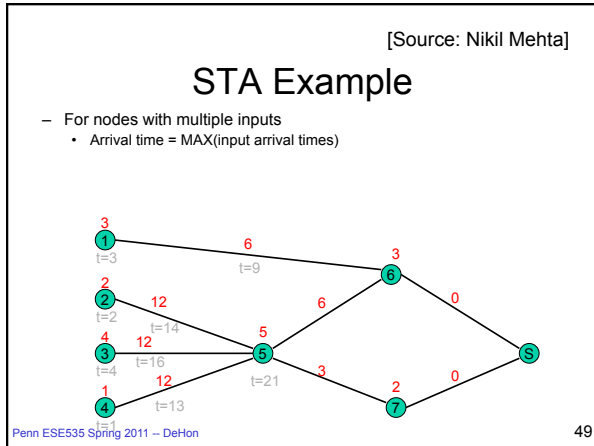 [Source: Nikil Mehta]
STA Example
– For nodes with multiple inputs
• Arrival time = MAX(input arrival times)
3
1
t=3
6
t=9
3
6
2
2
t=2
12
t=14
6
0
4
3
t=4
12
t=16
5
5
t=21
S
1
4
t=1
12
t=13
3
2
7
0
Penn ESE535 Spring 2011 -- DeHon
49